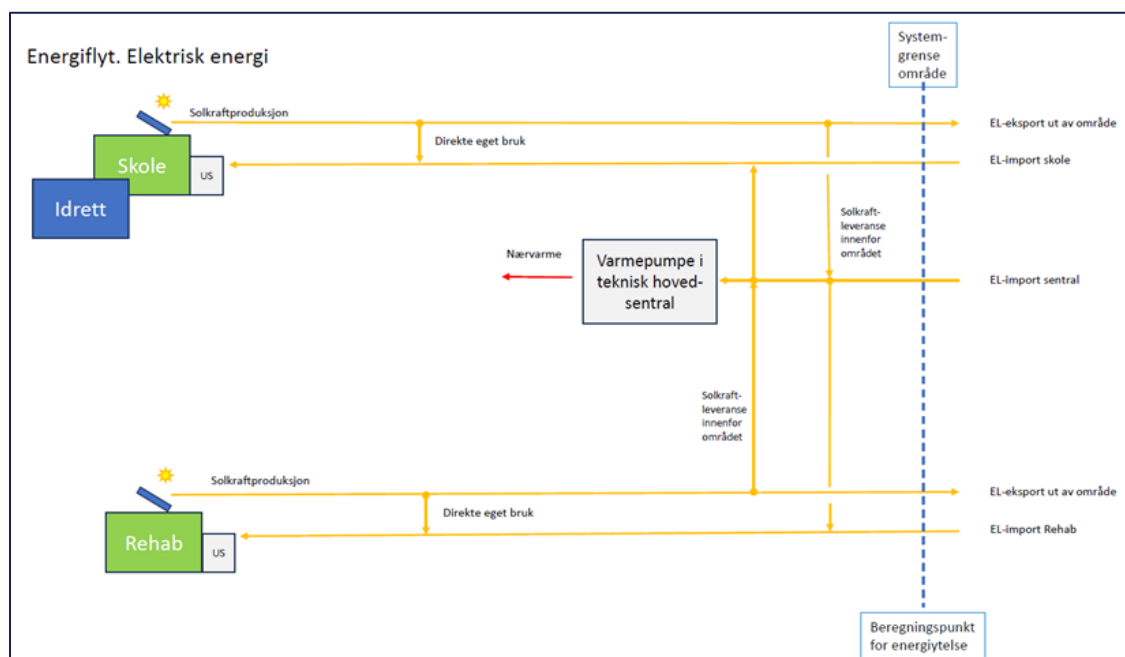 Energiflyt. Elektrisk energi
System-
grense
område
Solkraftproduksjon
EL-eksport ut av område
Direkte eget bruk
Skole
US
EL-import skole
Idrett
Solkraft-
leveranse
innenfor
området
Nærvarme
Varmepumpe i
teknisk hoved-
sentral
EL-import sentral
Solkraft-
leveranse
innenfor
området
Solkraftproduksjon
EL-eksport ut av område
Direkte eget bruk
EL-import Rehab
Rehab
US
Beregningspunkt
for energiytelse